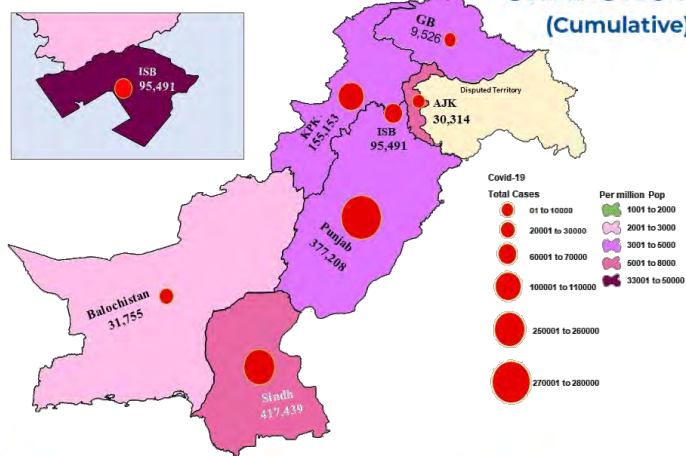 (Cumulative)
GB
9,526
ISB
95,491
Disputed Territory
AJK
30,314
KPK
155,153
ISB
95,491
Punjab
377,208
Balochistan
31,755
Sindh
417,439
Covid-19
Total Cases
01 to 10000
20001 to 30000
60001 to 70000
100001 to 110000
250001 to 260000
270001 to 280000
Per million Pop
1001 to 2000
2001 to 3000
3001 to 5000
5001 to 8000
33001 to 50000